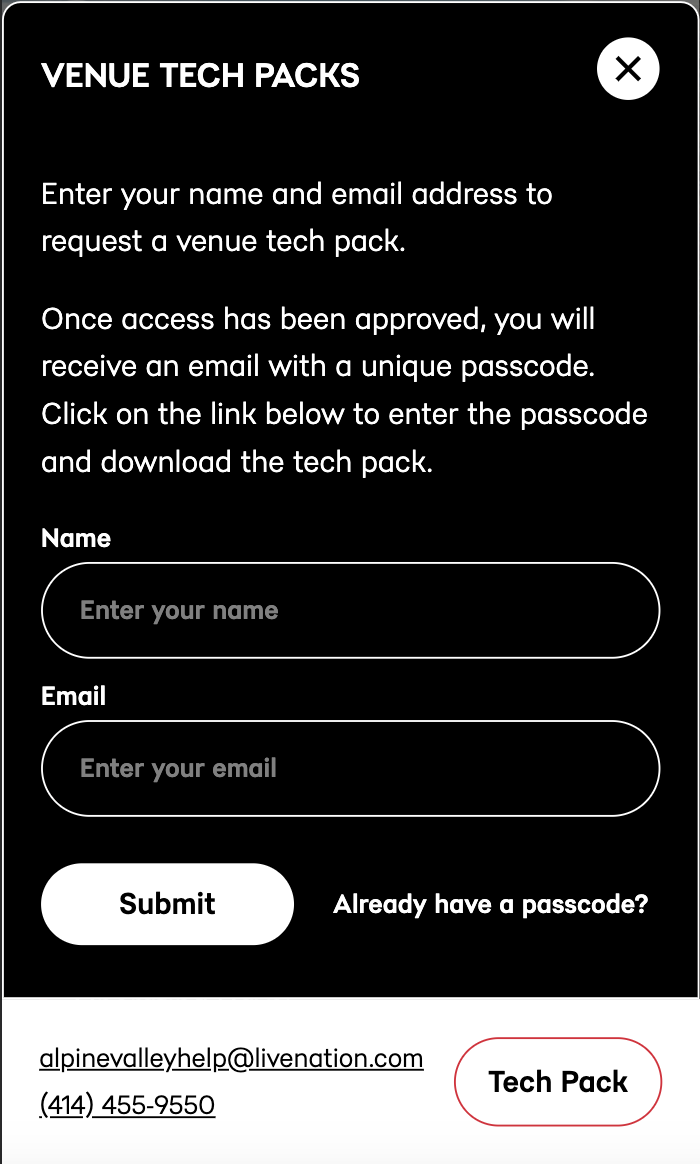 VENUE TECH PACKS
Enter your name and email address to
request a venue tech pack.
Once access has been approved, you will
receive an email with a unique passcode.
Click on the link below to enter the passcode
and download the tech pack.
Name
Enter your name
Email
Enter your email
Submit
Already have a passcode?
alpinevalleyhelp@livenation.com
(414) 455-9550
Tech Pack